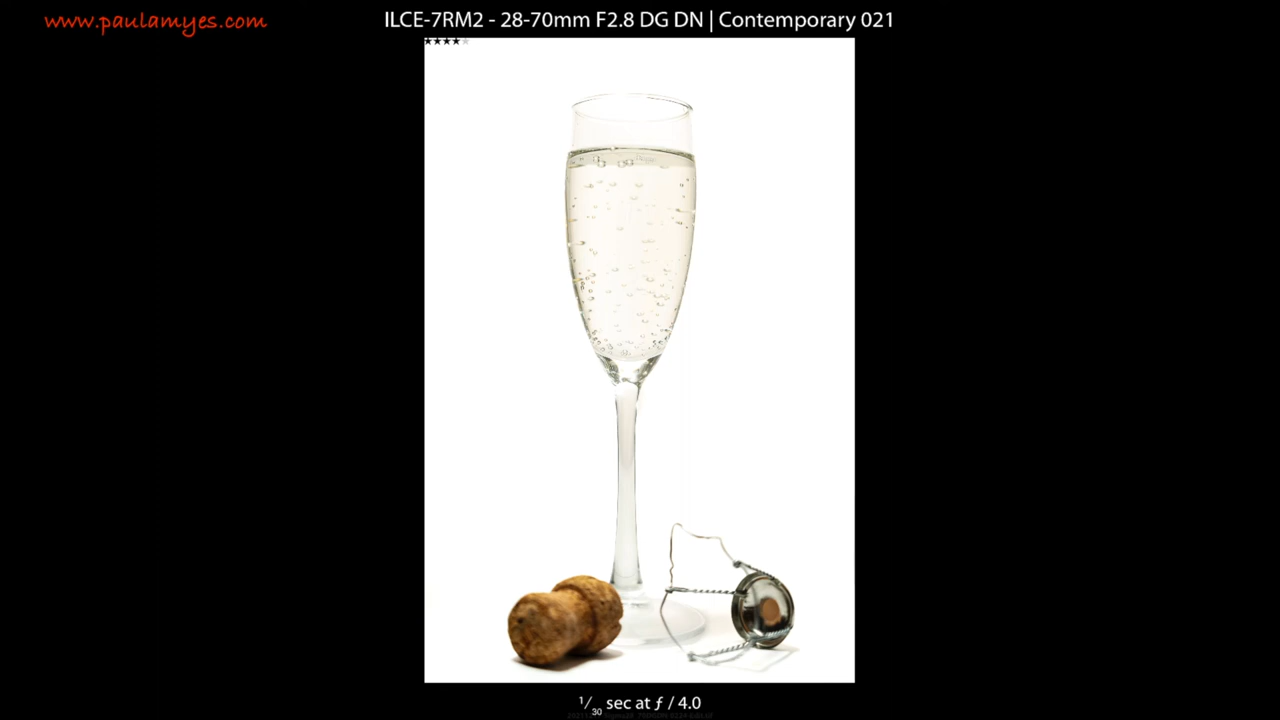 www.paulamyes.com
ILCE-7RM2 - 28-70mm F2.8 DG DN | Contemporary 021
★★★★★
1/30 sec at ƒ / 4.0